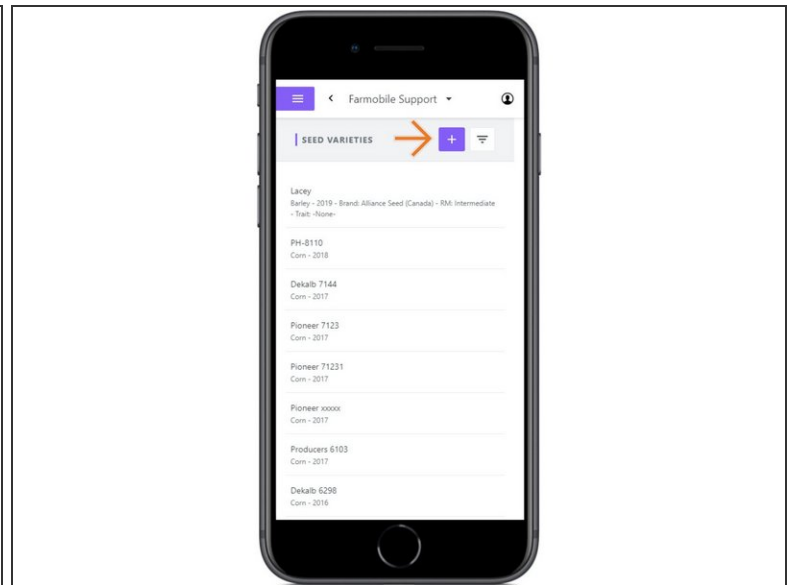 Farmobile Support
SEED VARIETIES
Lacey
Barley - 2019 - Brand: Alliance Seed (Canada) - RM: Intermediate
- Trait: -None-
PH-8110
Corn - 2018
Dekalb 7144
Corn - 2017
Pioneer 7123
Corn - 2017
Pioneer 71231
Corn - 2017
Pioneer xxxxx
Corn - 2017
Producers 6103
Corn - 2017
Dekalb 6298
Corn - 2016